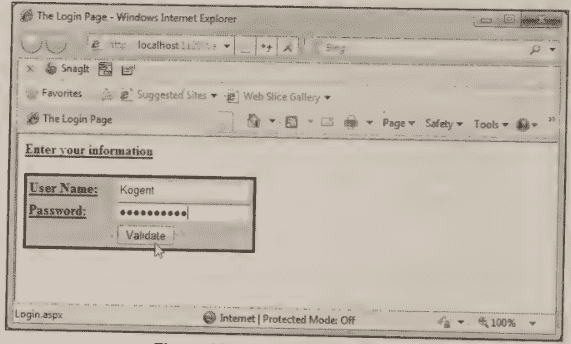 The Login Page - Windows Internet Explorer
localhost
Bing
Snagit
Favorites Suggested Sites Web Slice Gallery
The Login Page Page Safety Tools »
Enter your information
User Name: Kogent
Password: ••••••••••
Validate
Login.aspx Internet | Protected Mode: Off 100%